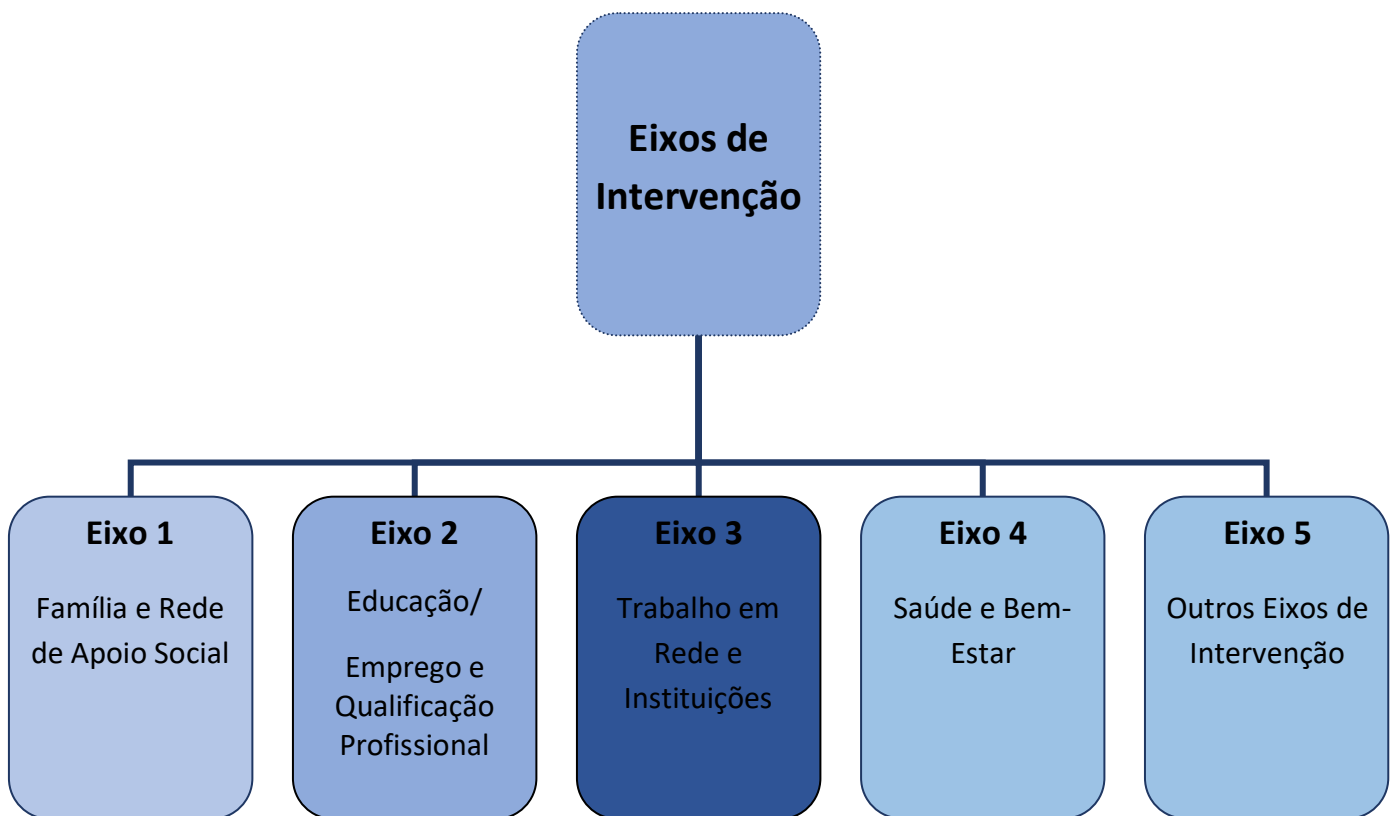 Eixos de
Intervenção
Eixo 1
Família e Rede
de Apoio Social
Eixo 2
Educação/
Emprego e
Qualificação
Profissional
Eixo 3
Trabalho em
Rede e
Instituições
Eixo 4
Saúde e Bem-
Estar
Eixo 5
Outros Eixos de
Intervenção